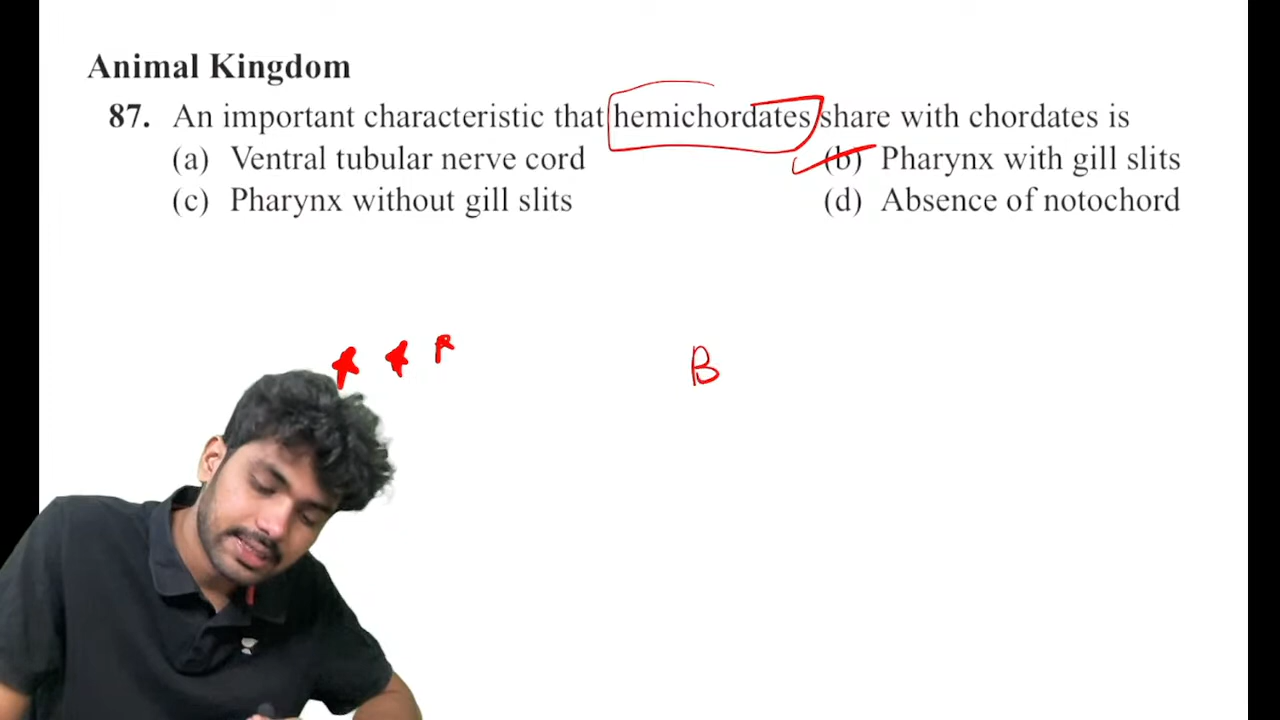 Animal Kingdom
87. An important characteristic that hemichordates share with chordates is
(a) Ventral tubular nerve cord (b) Pharynx with gill slits
(c) Pharynx without gill slits (d) Absence of notochord
B